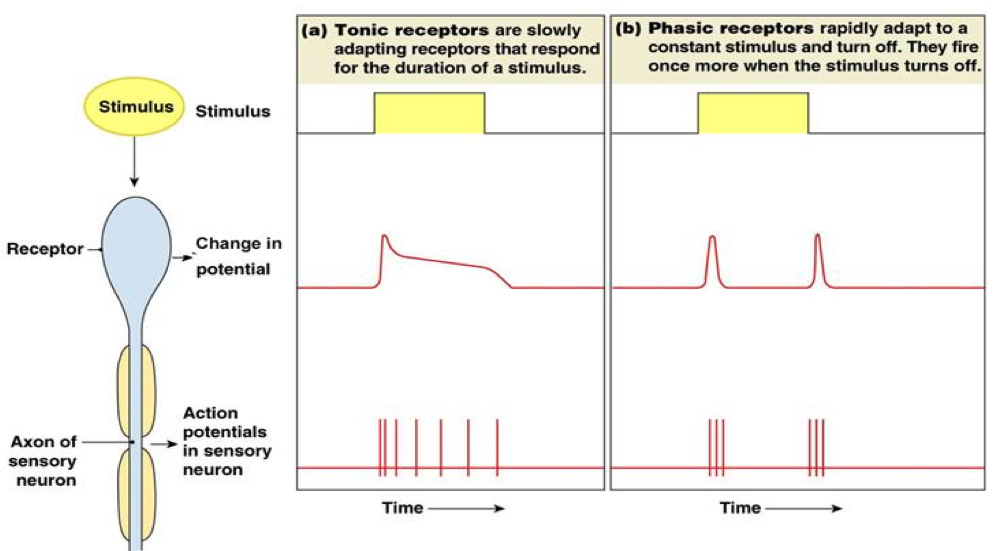 (a) Tonic receptors are slowly
adapting receptors that respond
for the duration of a stimulus.
(b) Phasic receptors rapidly adapt to a
constant stimulus and turn off. They fire
once more when the stimulus turns off.
Stimulus
Stimulus
Receptor
Change in
potential
Axon of
sensory
neuron
Action
potentials
in sensory
neuron
Time
Time